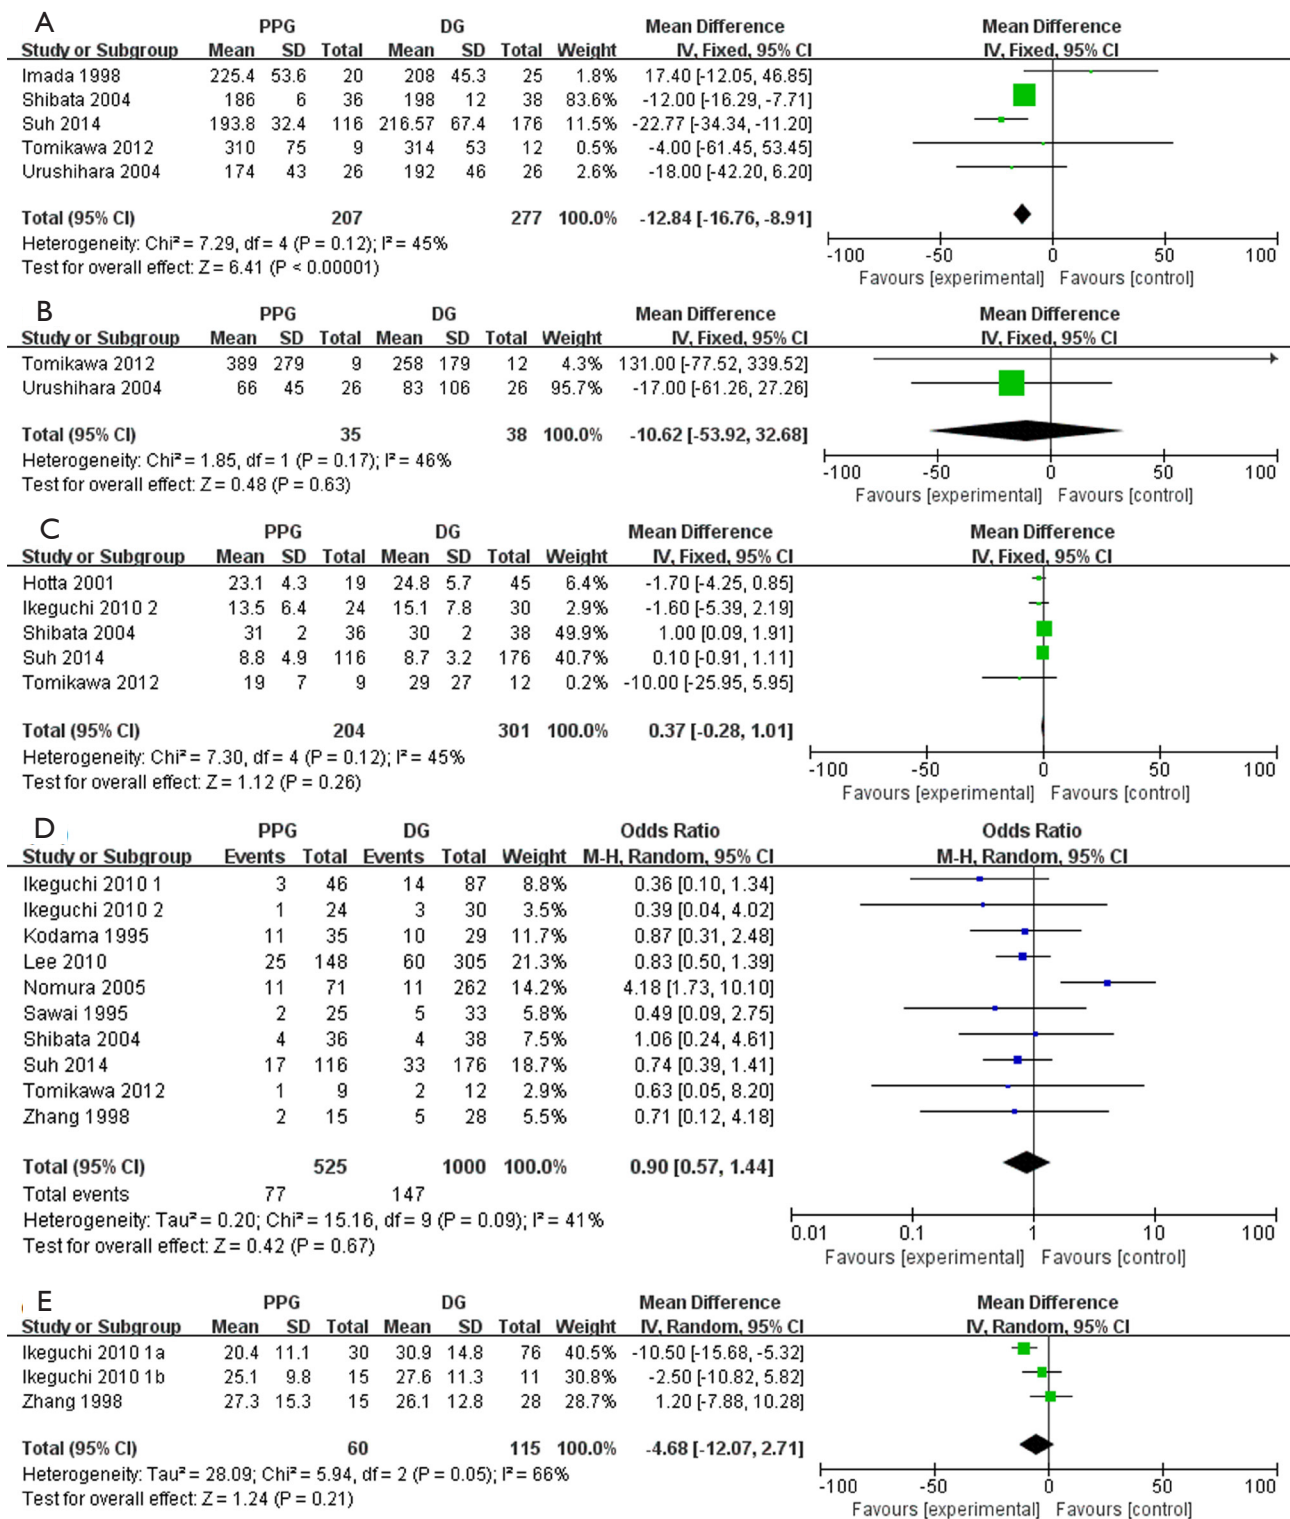 A
PPG DG Mean Difference Mean Difference
Study or Subgroup Mean SD Total Mean SD Total Weight IV, Fixed, 95% CI IV, Fixed, 95% CI
Imada 1998 225.4 53.6 20 208 45.3 25 1.8% 17.40 [-12.05, 46.85]
Shibata 2004 186 6 36 198 12 38 83.6% -12.00 [-16.29, -7.71]
Suh 2014 193.8 32.4 116 216.57 67.4 176 11.5% -22.77 [-34.34, -11.20]
Tomikawa 2012 310 75 9 314 53 12 0.5% -4.00 [-61.45, 53.45]
Urushihara 2004 174 43 26 192 46 26 2.6% -18.00 [-42.20, 6.20]
Total (95% CI) 207 277 100.0% -12.84 [-16.76, -8.91]
Heterogeneity: Chi² = 7.29, df = 4 (P = 0.12); I² = 45%
Test for overall effect: Z = 6.41 (P < 0.00001)
-100 -50 0 50 100
Favours [experimental] Favours [control]
B
PPG DG Mean Difference Mean Difference
Study or Subgroup Mean SD Total Mean SD Total Weight IV, Fixed, 95% CI IV, Fixed, 95% CI
Tomikawa 2012 389 279 9 258 179 12 4.3% 131.00 [-77.52, 339.52]
Urushihara 2004 66 45 26 83 106 26 95.7% -17.00 [-61.26, 27.26]
Total (95% CI) 35 38 100.0% -10.62 [-53.92, 32.68]
Heterogeneity: Chi² = 1.85, df = 1 (P = 0.17); I² = 46%
Test for overall effect: Z = 0.48 (P = 0.63)
-100 -50 0 50 100
Favours [experimental] Favours [control]
C
PPG DG Mean Difference Mean Difference
Study or Subgroup Mean SD Total Mean SD Total Weight IV, Fixed, 95% CI IV, Fixed, 95% CI
Hotta 2001 23.1 4.3 19 24.8 5.7 45 6.4% -1.70 [-4.25, 0.85]
Ikeguchi 2010 2 13.5 6.4 24 15.1 7.8 30 2.9% -1.60 [-5.39, 2.19]
Shibata 2004 31 2 36 30 2 38 49.9% 1.00 [0.09, 1.91]
Suh 2014 8.8 4.9 116 8.7 3.2 176 40.7% 0.10 [-0.91, 1.11]
Tomikawa 2012 19 7 9 29 27 12 0.2% -10.00 [-25.95, 5.95]
Total (95% CI) 204 301 100.0% 0.37 [-0.28, 1.01]
Heterogeneity: Chi² = 7.30, df = 4 (P = 0.12); I² = 45%
Test for overall effect: Z = 1.12 (P = 0.26)
-100 -50 0 50 100
Favours [experimental] Favours [control]
D
PPG DG Odds Ratio Odds Ratio
Study or Subgroup Events Total Events Total Weight M-H, Random, 95% CI M-H, Random, 95% CI
Ikeguchi 2010 1 3 46 14 87 8.8% 0.36 [0.10, 1.34]
Ikeguchi 2010 2 1 24 3 30 3.5% 0.39 [0.04, 4.02]
Kodama 1995 11 35 10 29 11.7% 0.87 [0.31, 2.48]
Lee 2010 25 148 60 305 21.3% 0.83 [0.50, 1.39]
Nomura 2005 11 71 11 262 14.2% 4.18 [1.73, 10.10]
Sawai 1995 2 25 5 33 5.8% 0.49 [0.09, 2.75]
Shibata 2004 4 36 4 38 7.5% 1.06 [0.24, 4.61]
Suh 2014 17 116 33 176 18.7% 0.74 [0.39, 1.41]
Tomikawa 2012 1 9 2 12 2.9% 0.63 [0.05, 8.20]
Zhang 1998 2 15 5 28 5.5% 0.71 [0.12, 4.18]
Total (95% CI) 525 1000 100.0% 0.90 [0.57, 1.44]
Total events 77 147
Heterogeneity: Tau² = 0.20; Chi² = 15.16, df = 9 (P = 0.09); I² = 41%
Test for overall effect: Z = 0.42 (P = 0.67)
0.01 0.1 1 10 100
Favours [experimental] Favours [control]
E
PPG DG Mean Difference Mean Difference
Study or Subgroup Mean SD Total Mean SD Total Weight IV, Random, 95% CI IV, Random, 95% CI
Ikeguchi 2010 1a 20.4 11.1 30 30.9 14.8 76 40.5% -10.50 [-15.68, -5.32]
Ikeguchi 2010 1b 25.1 9.8 15 27.6 11.3 11 30.8% -2.50 [-10.82, 5.82]
Zhang 1998 27.3 15.3 15 26.1 12.8 28 28.7% 1.20 [-7.88, 10.28]
Total (95% CI) 60 115 100.0% -4.68 [-12.07, 2.71]
Heterogeneity: Tau² = 28.09; Chi² = 5.94, df = 2 (P = 0.05); I² = 66%
Test for overall effect: Z = 1.24 (P = 0.21)
-100 -50 0 50 100
Favours [experimental] Favours [control]